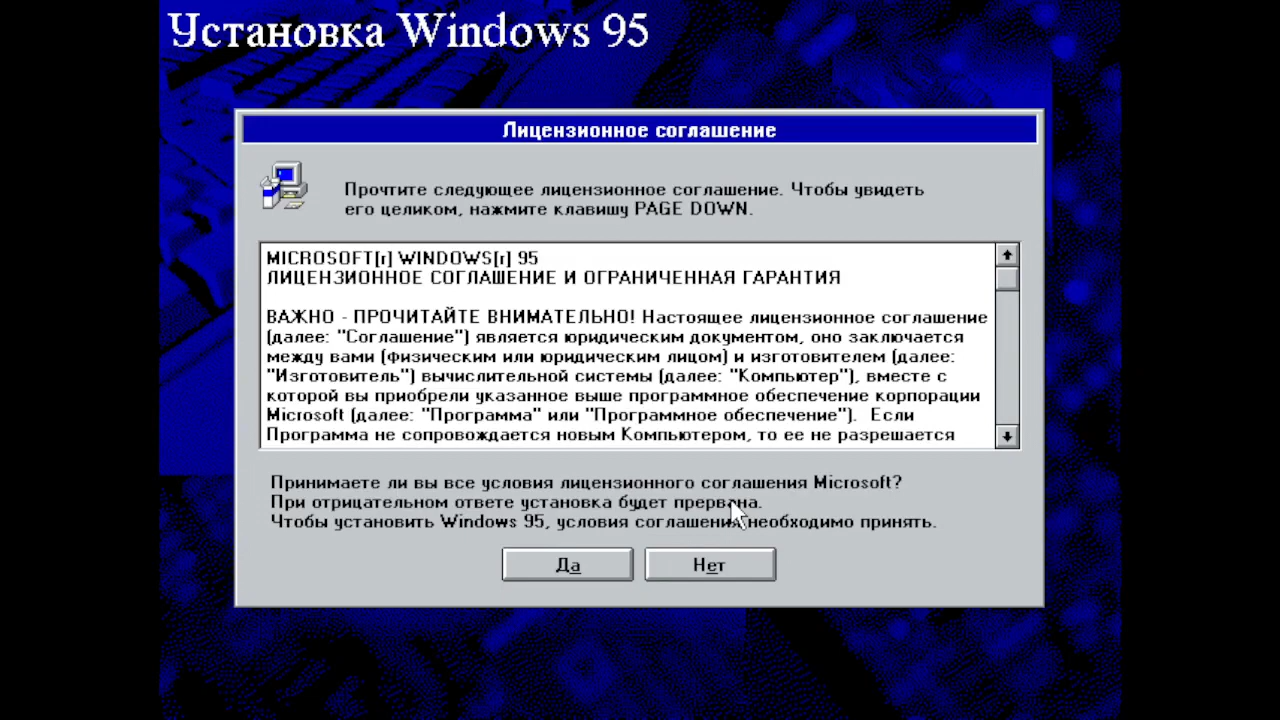 Установка Windows 95
Лицензионное соглашение
Прочтите следующее лицензионное соглашение. Чтобы увидеть
его целиком, нажмите клавишу PAGE DOWN.
MICROSOFT[r] WINDOWS[r] 95
ЛИЦЕНЗИОННОЕ СОГЛАШЕНИЕ И ОГРАНИЧЕННАЯ ГАРАНТИЯ
ВАЖНО - ПРОЧИТАЙТЕ ВНИМАТЕЛЬНО! Настоящее лицензионное соглашение
(далее: "Соглашение") является юридическим документом, оно заключается
между вами (физическим или юридическим лицом) и изготовителем (далее:
"Изготовитель") вычислительной системы (далее: "Компьютер"), вместе с
которой вы приобрели указанное выше программное обеспечение корпорации
Microsoft (далее: "Программа" или "Программное обеспечение").  Если
Программа не сопровождается новым Компьютером, то ее не разрешается
Принимаете ли вы все условия лицензионного соглашения Microsoft?
При отрицательном ответе установка будет прервана.
Чтобы установить Windows 95, условия соглашения необходимо принять.
Да
Нет